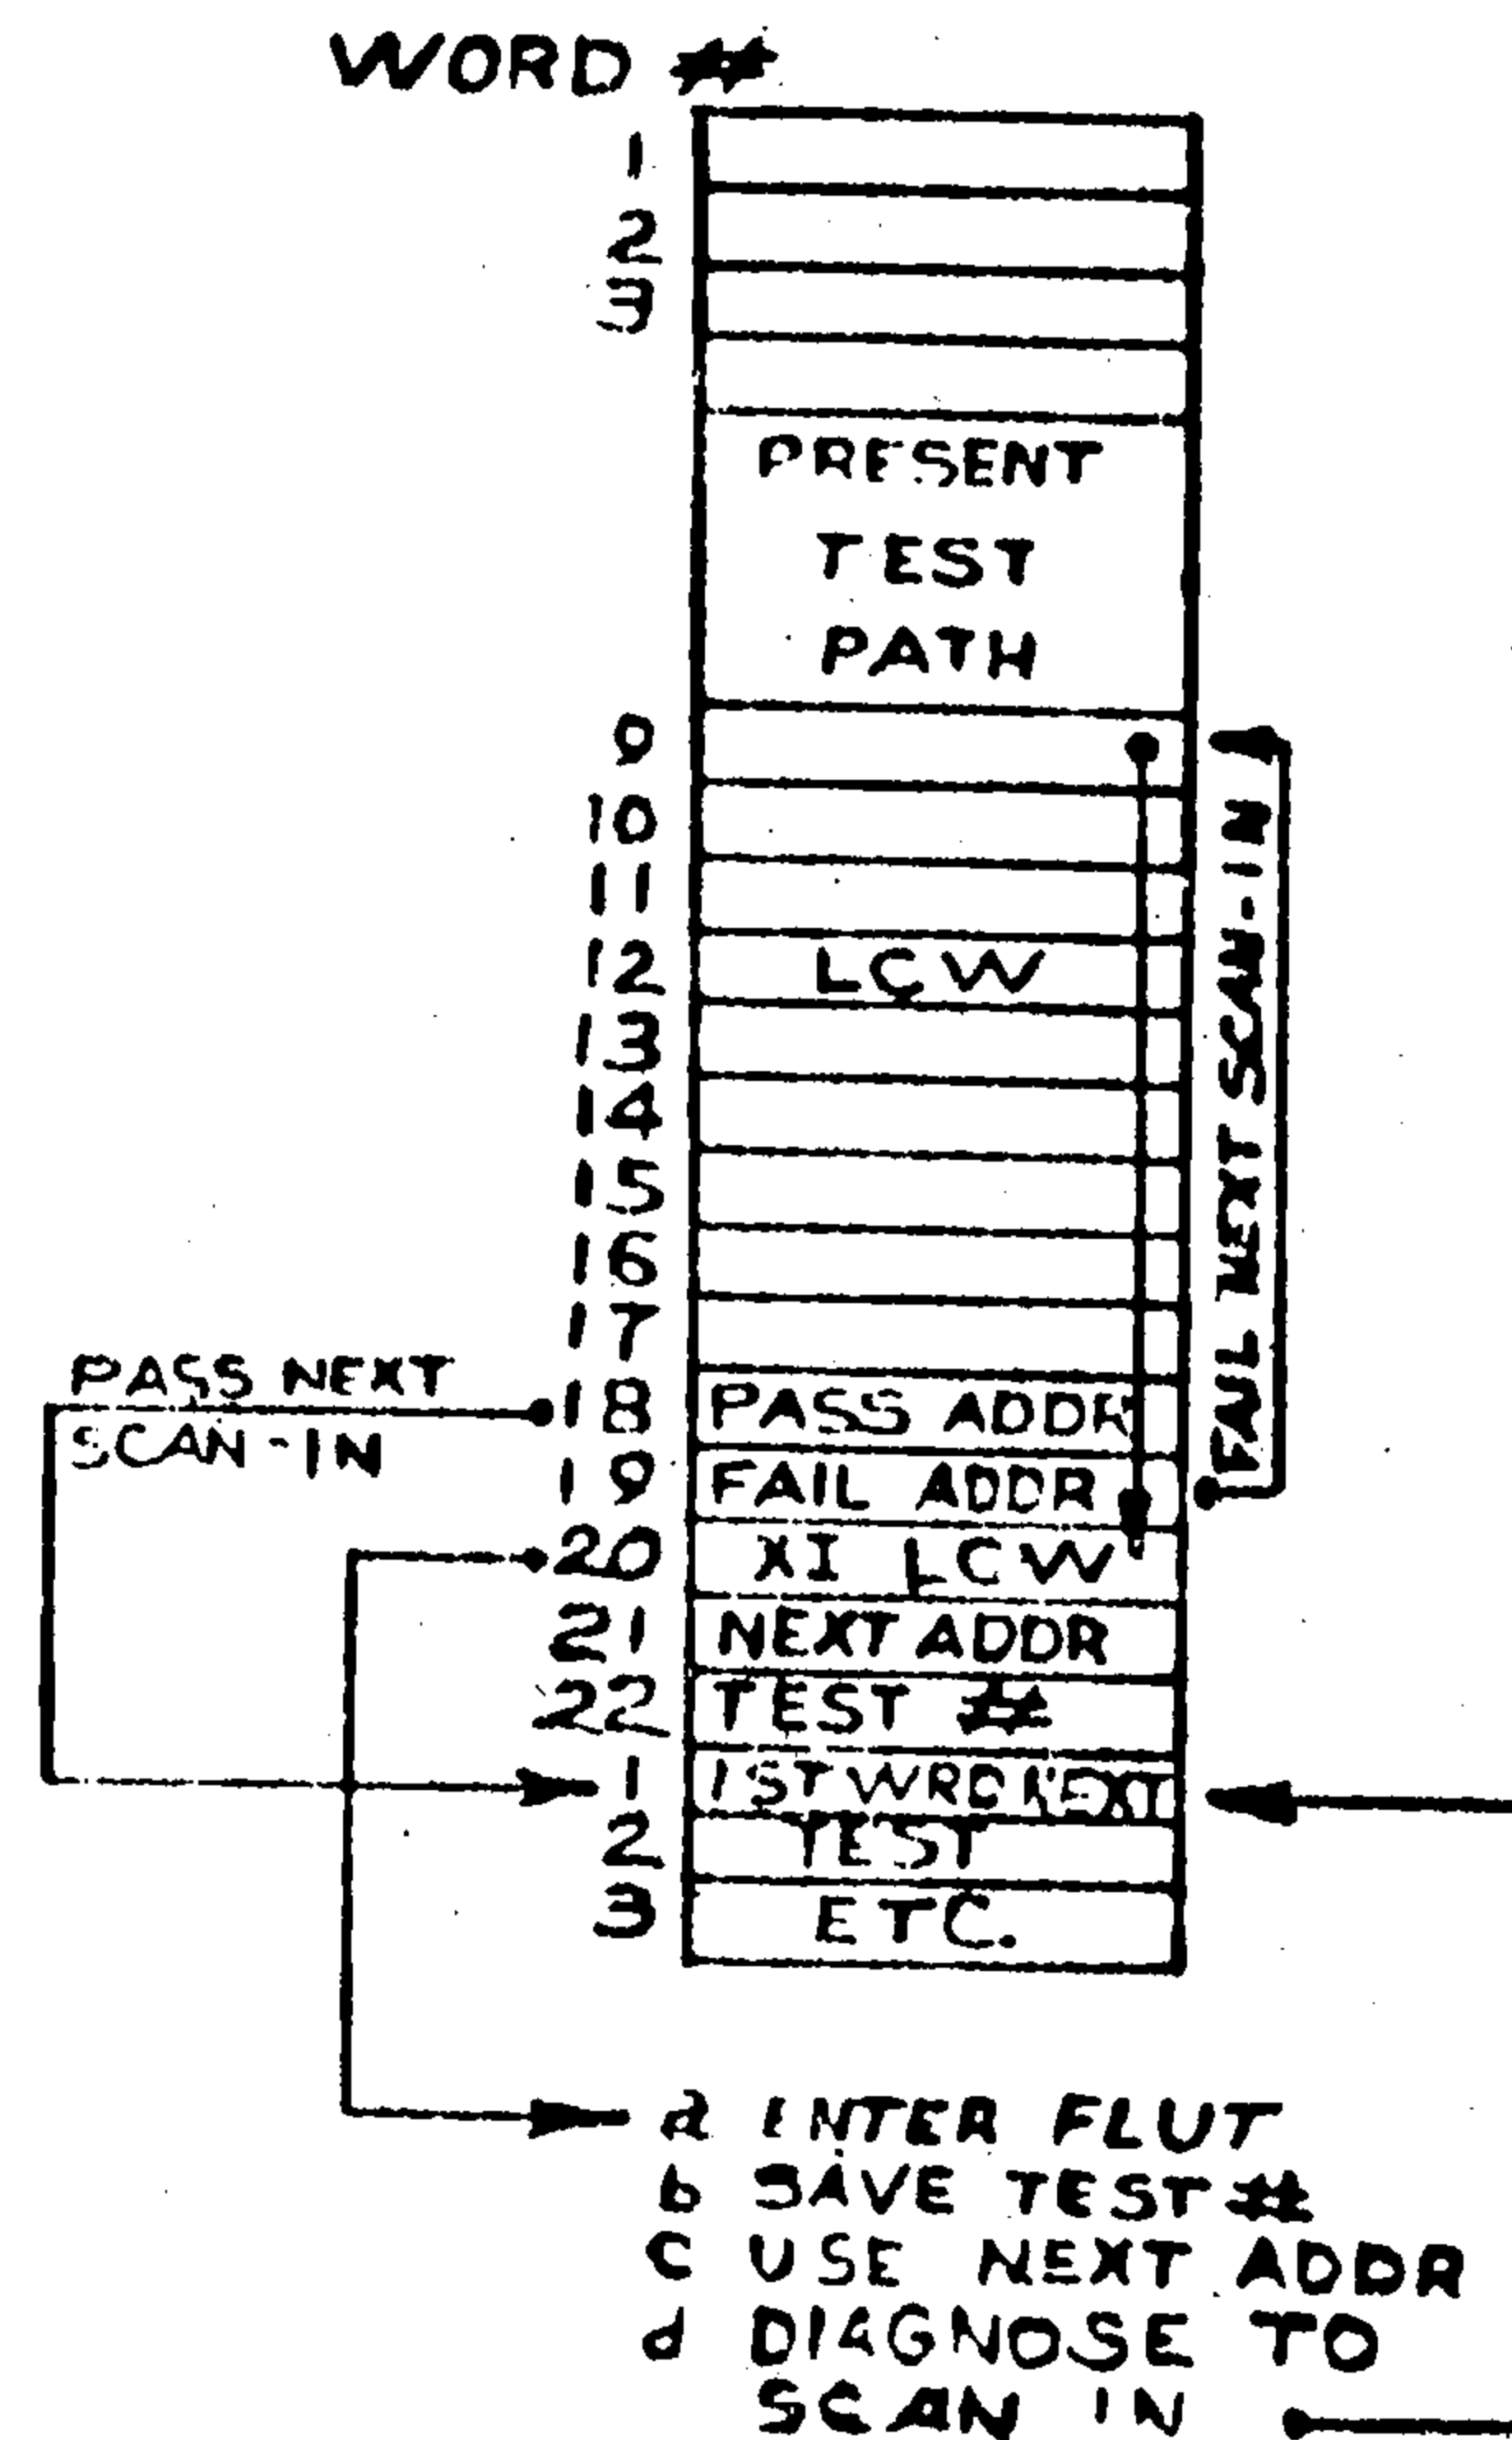 WORD #
1
2
3
PRESENT
TEST
PATH
9
10
11
12 LCW
13
14
15
16
17
PASS NEXT
SCAN-IN
18 PASS ADDR
19 FAIL ADDR
FAIL NEXT SCAN-IN
20 XI LCW
21 NEXT ADDR
22 TEST #
1 1ST WRD NEXT
2 TEST
3 ETC.
a INTER FLUT
b SAVE TEST #
c USE NEXT ADDR
d DIAGNOSE TO
SCAN IN